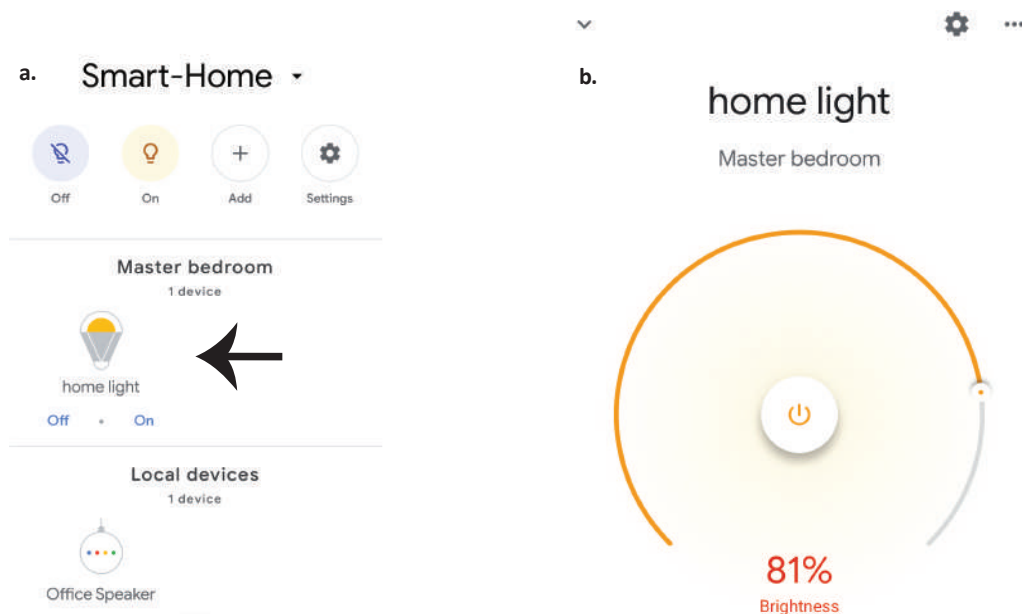 a.
Smart-Home
Off On Add Settings
Master bedroom
1 device
home light
Off • On
Local devices
1 device
Office Speaker
b.
home light
Master bedroom
81%
Brightness